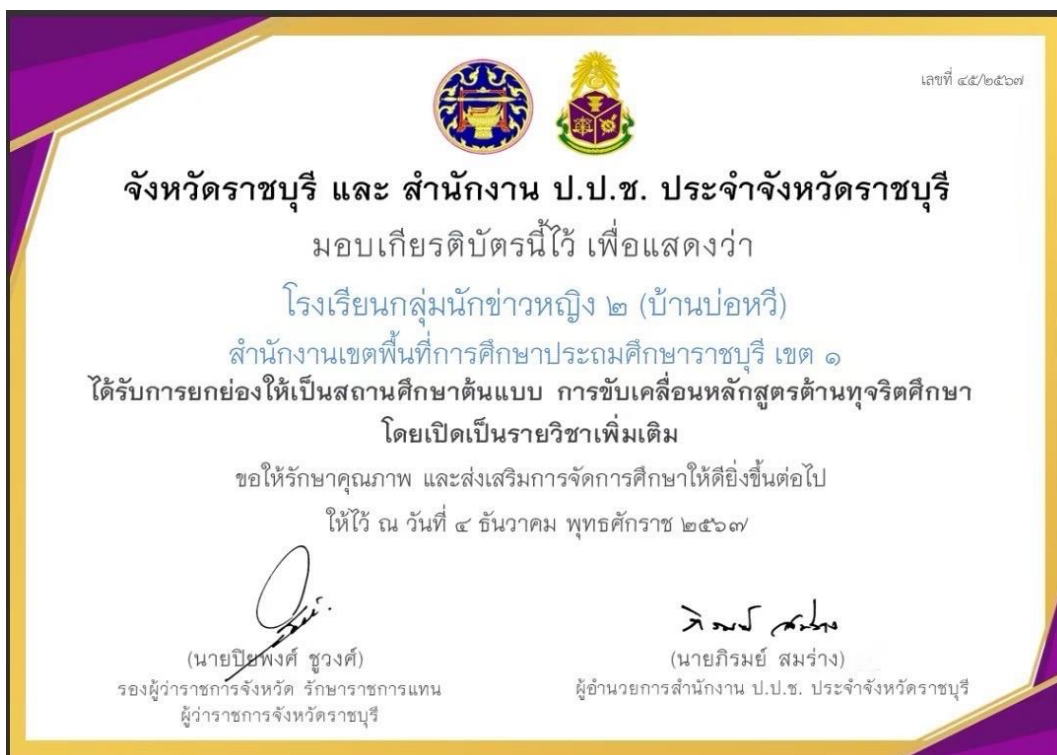 เลขที่ ๔๕/๒๕๖๗
จังหวัดราชบุรี และ สำนักงาน ป.ป.ช. ประจำจังหวัดราชบุรี
มอบเกียรติบัตรนี้ไว้ เพื่อแสดงว่า
โรงเรียนกลุ่มนักข่าวหญิง ๒ (บ้านบ่อหวี)
สำนักงานเขตพื้นที่การศึกษาประถมศึกษาราชบุรี เขต ๑
ได้รับการยกย่องให้เป็นสถานศึกษาต้นแบบ การขับเคลื่อนหลักสูตรต้านทุจริตศึกษา
โดยเปิดเป็นรายวิชาเพิ่มเติม
ขอให้รักษาคุณภาพ และส่งเสริมการจัดการศึกษาให้ดียิ่งขึ้นต่อไป
ให้ไว้ ณ วันที่ ๔ ธันวาคม พุทธศักราช ๒๕๖๗
(นายปิยพงศ์ ชูวงศ์)
รองผู้ว่าราชการจังหวัด รักษาราชการแทน
ผู้ว่าราชการจังหวัดราชบุรี
ภิรมย์ สมร่าง
(นายภิรมย์ สมร่าง)
ผู้อำนวยการสำนักงาน ป.ป.ช. ประจำจังหวัดราชบุรี